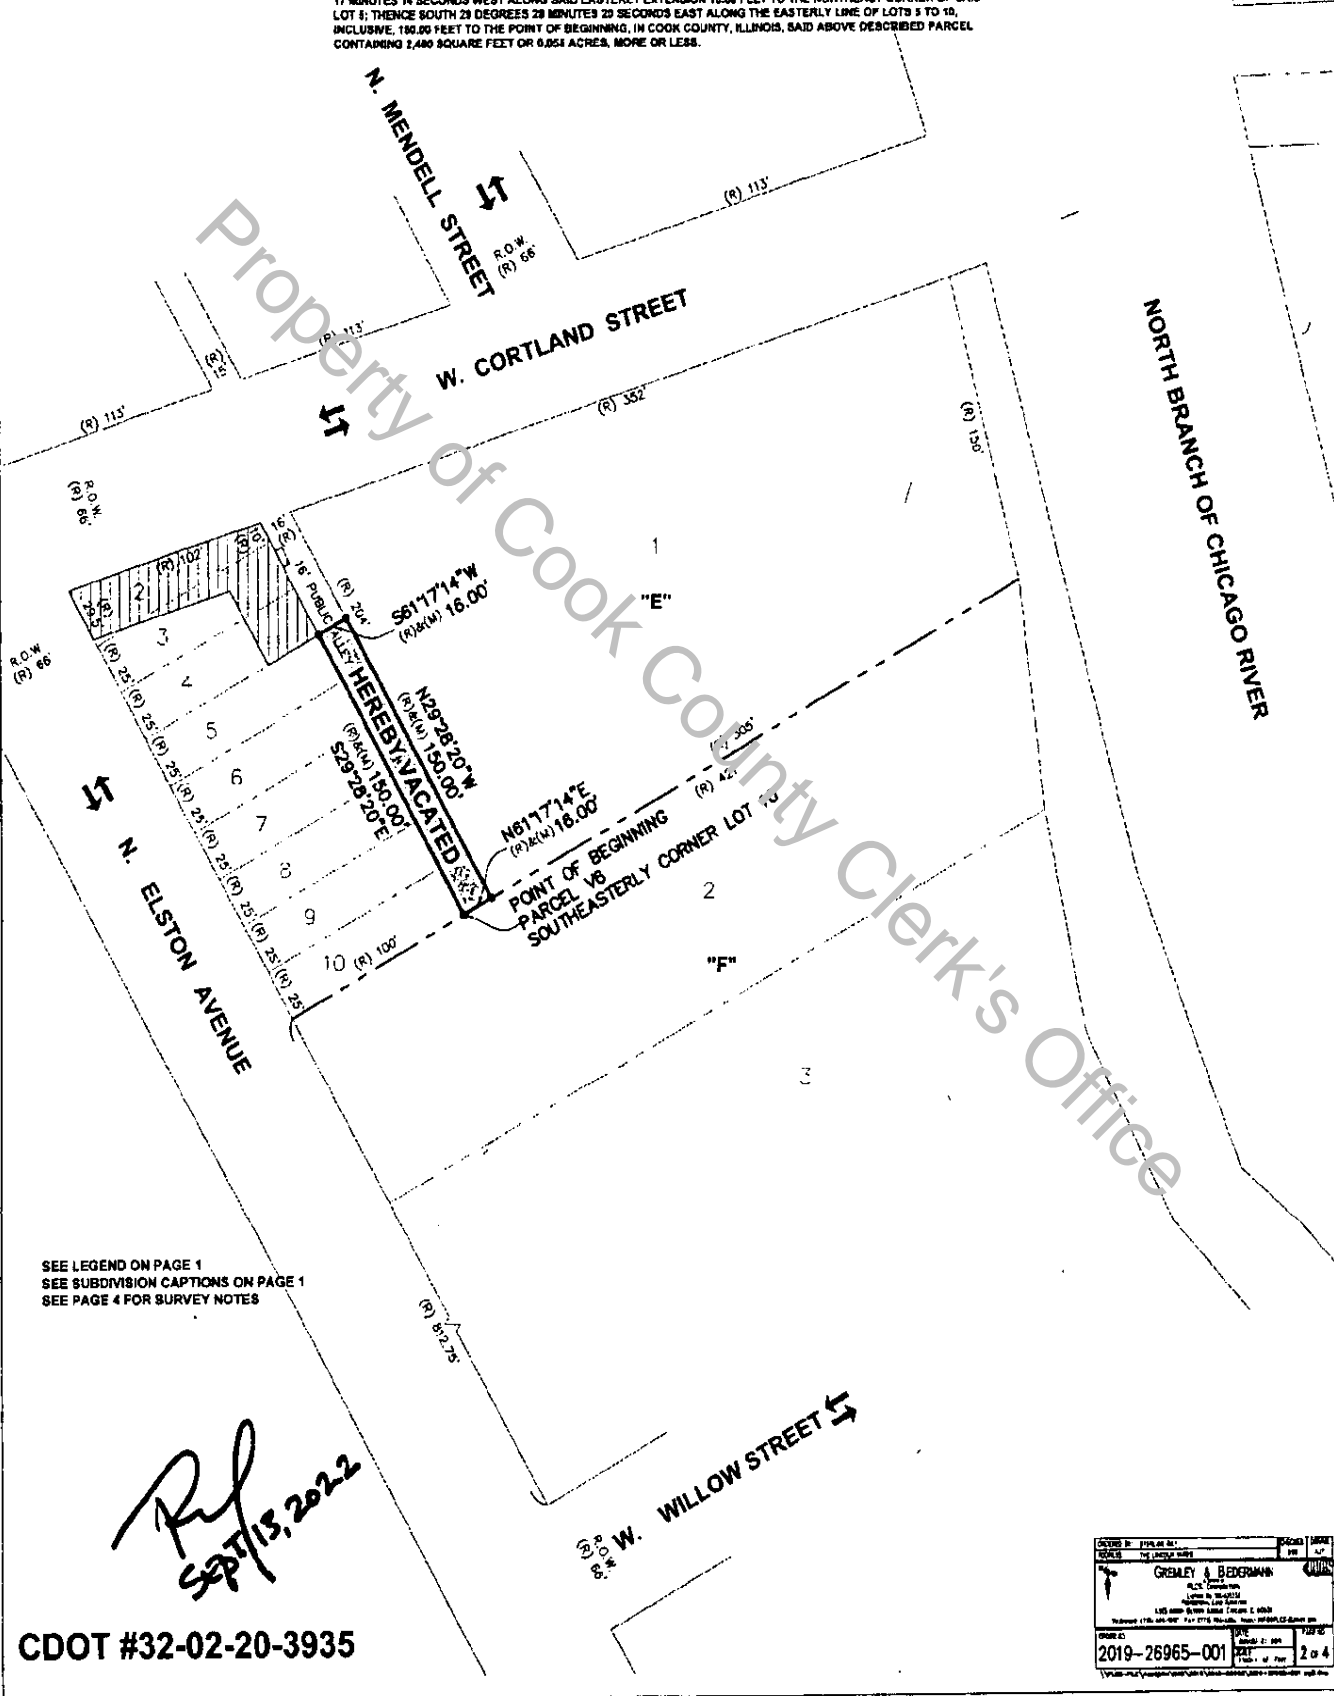 LOT 5; THENCE SOUTH 29 DEGREES 28 MINUTES 20 SECONDS EAST ALONG THE EASTERLY LINE OF LOTS 5 TO 10,
INCLUSIVE, 150.00 FEET TO THE POINT OF BEGINNING, IN COOK COUNTY, ILLINOIS, SAID ABOVE DESCRIBED PARCEL
CONTAINING 2,400 SQUARE FEET OR 0.055 ACRES, MORE OR LESS.
N. MENDELL STREET
R.O.W.
(R) 66'
(R) 113'
(R) 113'
(R)
W. CORTLAND STREET
(R) 113'
(R) 352'
(R) 150'
NORTH BRANCH OF CHICAGO RIVER
R.O.W.
(R) 66'
16'
(R)
(R) 10'
(R) 102'
16' PUBLIC ALLEY
(R) 204'
S61°17'14"W
(R)&(M) 16.00'
1
"E"
2
(R)
29.5'
3
4
5
6
7
8
9
10
R.O.W
(R) 66'
(R) 25'
(R) 25'
(R) 25'
(R) 25'
(R) 25'
(R) 25'
(R) 25'
(R) 25'
HEREBY VACATED
N29°28'20"W
(R)&(M) 150.00'
(R)&(M) 150.00'
S29°28'20"E
N61°17'14"E
(R)&(M) 16.00'
305'
(R) 42
POINT OF BEGINNING
PARCEL V6
SOUTHEASTERLY CORNER LOT 10
(R) 100'
2
"F"
3
N. ELSTON AVENUE
(R) 812.75'
SEE LEGEND ON PAGE 1
SEE SUBDIVISION CAPTIONS ON PAGE 1
SEE PAGE 4 FOR SURVEY NOTES
W. WILLOW STREET
R.O.W.
(R) 66'
Sept 15, 2022
CDOT #32-02-20-3935
GREMLEY & BIEDERMANN
2019-26965-001
2 OF 4
Property of Cook County Clerk's Office